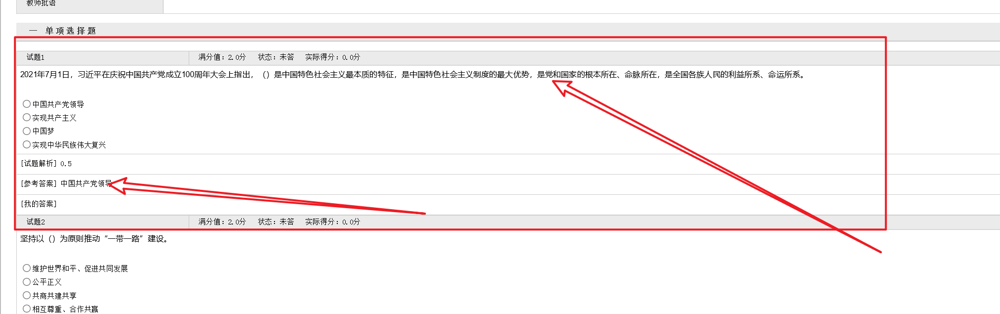 教师批语
一 单项选择题
试题1 满分值：2.0分 状态：未答 实际得分：0.0分
2021年7月1日，习近平在庆祝中国共产党成立100周年大会上指出，（）是中国特色社会主义最本质的特征，是中国特色社会主义制度的最大优势，是党和国家的根本所在、命脉所在，是全国各族人民的利益所系、命运所系。
中国共产党领导
实现共产主义
中国梦
实现中华民族伟大复兴
[试题解析] 0.5
[参考答案] 中国共产党领导
[我的答案]
试题2 满分值：2.0分 状态：未答 实际得分：0.0分
坚持以（）为原则推动“一带一路”建设。
维护世界和平、促进共同发展
公平正义
共商共建共享
相互尊重、合作共赢